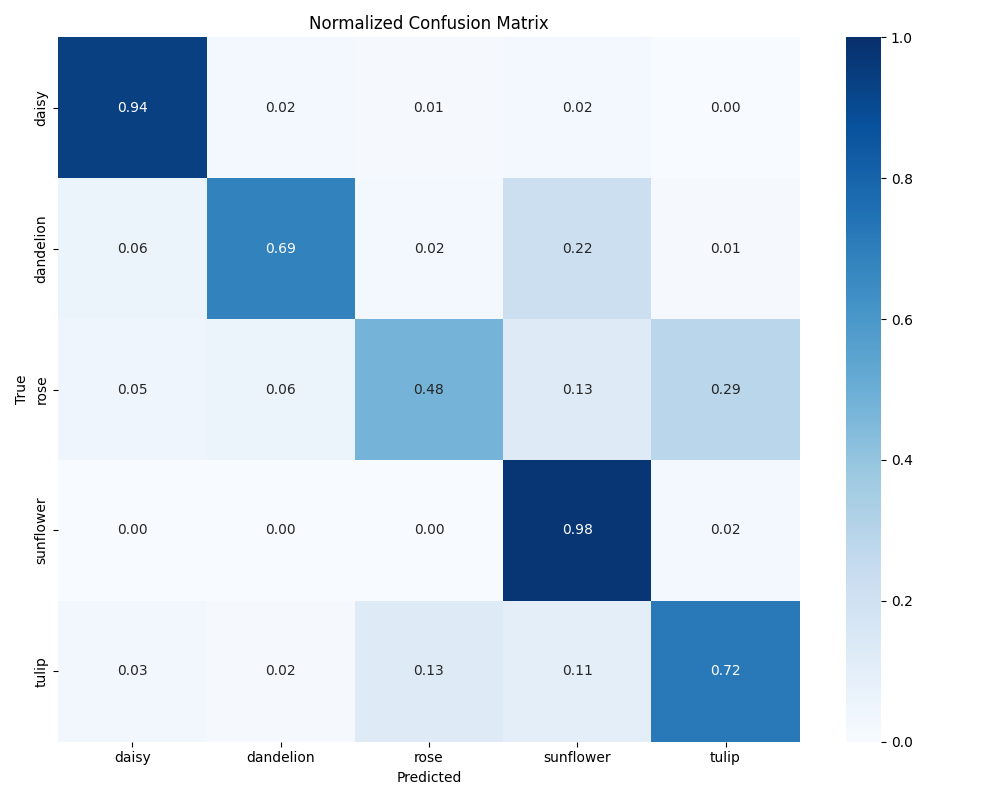 Normalized Confusion Matrix
daisy 0.94 0.02 0.01 0.02 0.00
dandelion 0.06 0.69 0.02 0.22 0.01
rose 0.05 0.06 0.48 0.13 0.29
sunflower 0.00 0.00 0.00 0.98 0.02
tulip 0.03 0.02 0.13 0.11 0.72
True
daisy dandelion rose sunflower tulip
Predicted
1.0
0.8
0.6
0.4
0.2
0.0